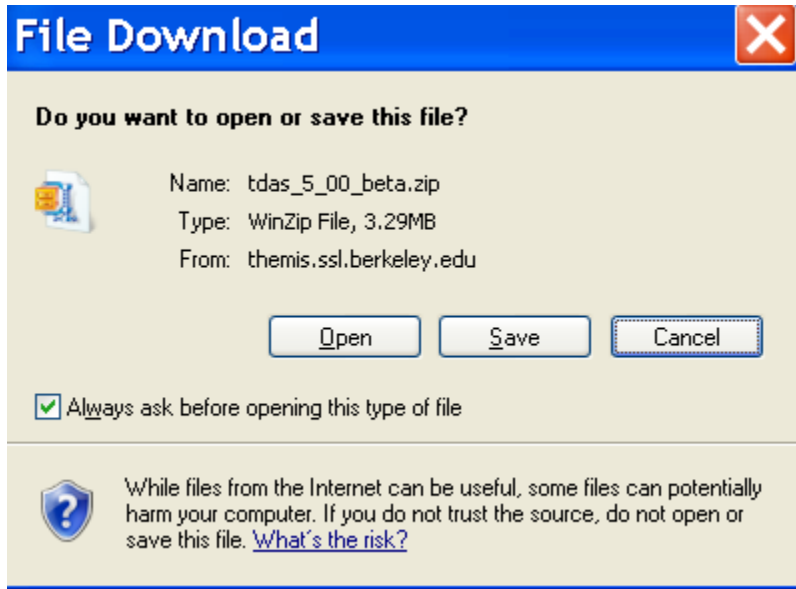 File Download
Do you want to open or save this file?
Name: tdas_5_00_beta.zip
Type: WinZip File, 3.29MB
From: themis.ssl.berkeley.edu
Open Save Cancel
Always ask before opening this type of file
While files from the Internet can be useful, some files can potentially
harm your computer. If you do not trust the source, do not open or
save this file. What's the risk?